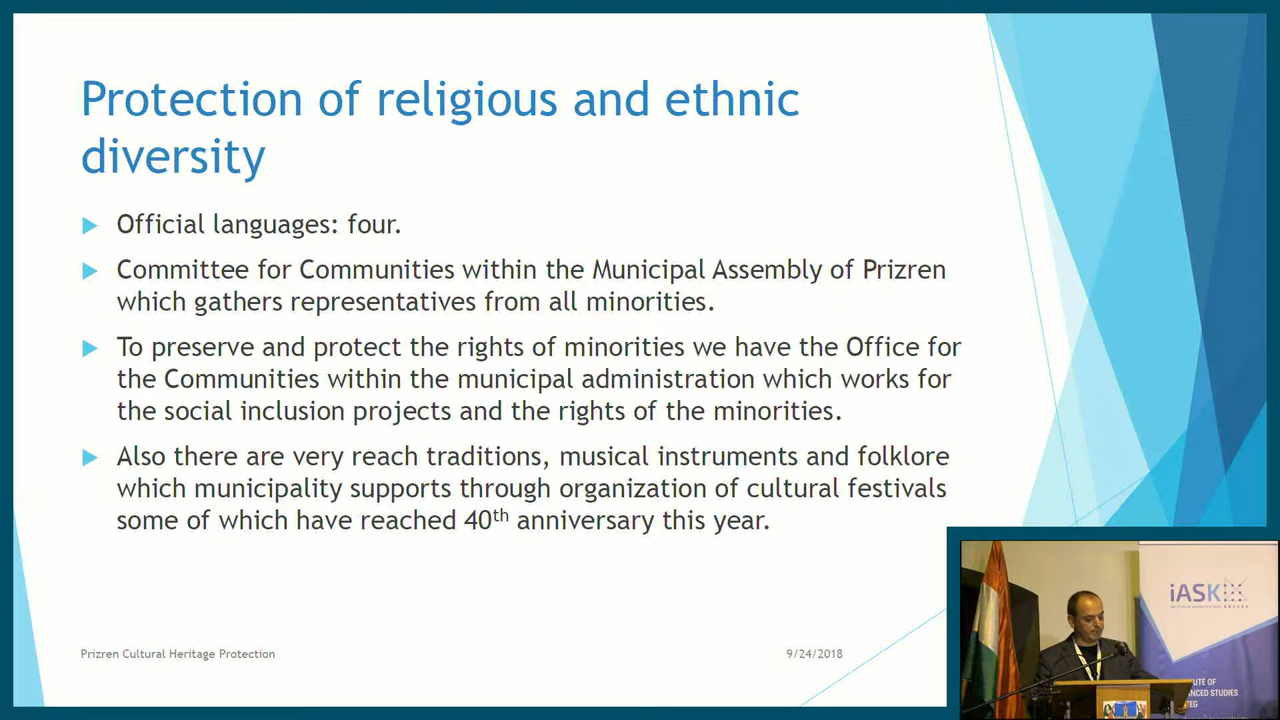 Protection of religious and ethnic
diversity
Official languages: four.
Committee for Communities within the Municipal Assembly of Prizren
which gathers representatives from all minorities.
To preserve and protect the rights of minorities we have the Office for
the Communities within the municipal administration which works for
the social inclusion projects and the rights of the minorities.
Also there are very reach traditions, musical instruments and folklore
which municipality supports through organization of cultural festivals
some of which have reached 40th anniversary this year.
Prizren Cultural Heritage Protection
9/24/2018
iASK
UTE OF
NCED STUDIES